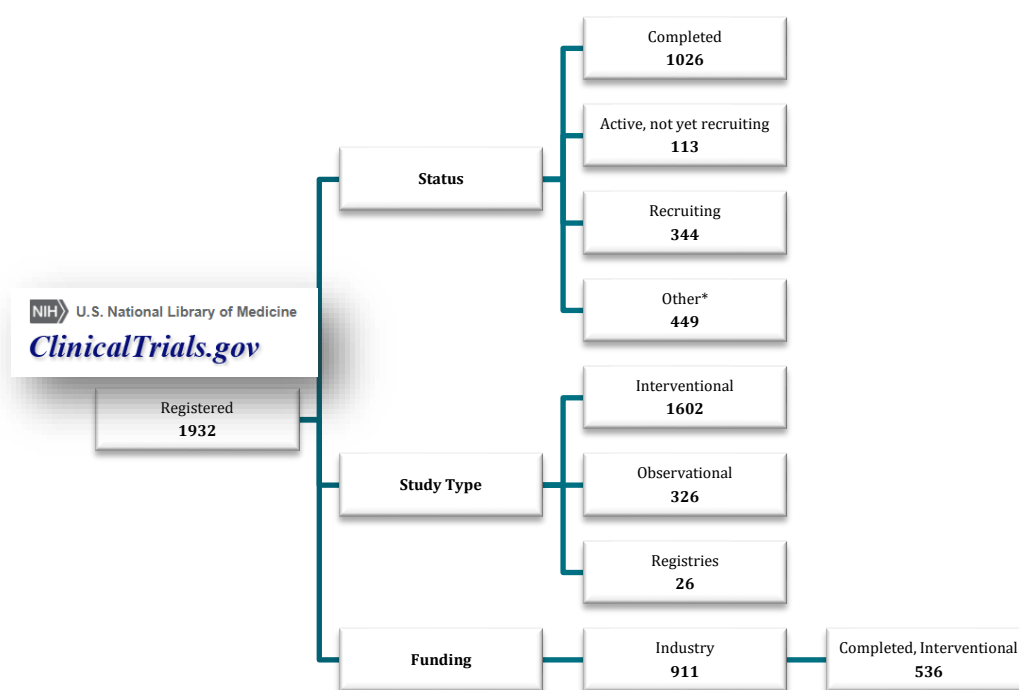 NIH U.S. National Library of Medicine
ClinicalTrials.gov
Registered
1932
Status
Completed
1026
Active, not yet recruiting
113
Recruiting
344
Other*
449
Study Type
Interventional
1602
Observational
326
Registries
26
Funding
Industry
911
Completed, Interventional
536